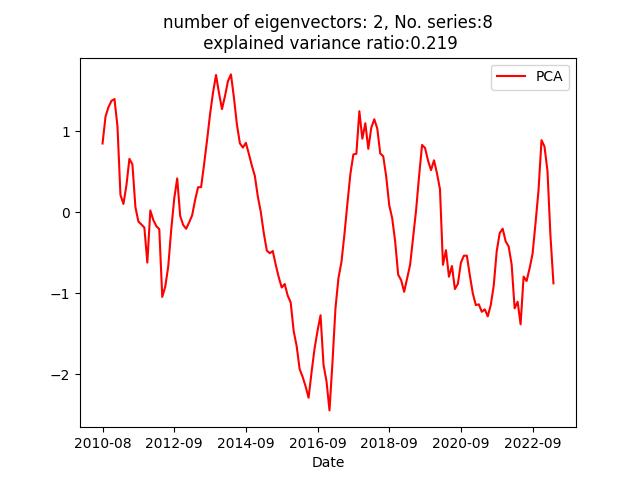 number of eigenvectors: 2, No. series:8
explained variance ratio:0.219
PCA
1
0
−1
−2
2010-08 2012-09 2014-09 2016-09 2018-09 2020-09 2022-09
Date